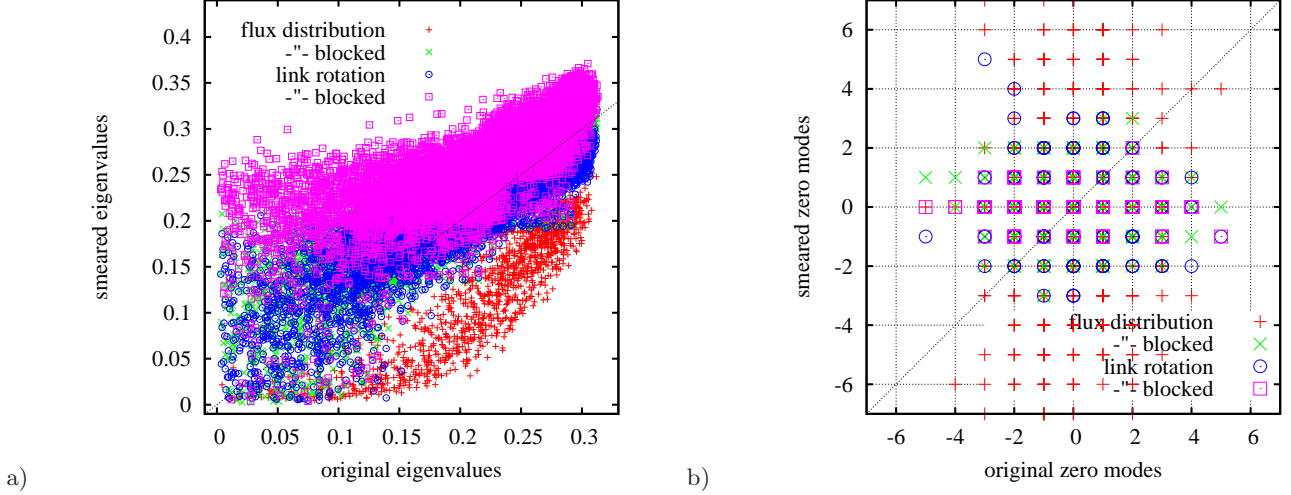 0.4
0.35
0.3
0.25
0.2
0.15
0.1
0.05
0
smeared eigenvalues
flux distribution
-"- blocked
link rotation
-"- blocked
0 0.05 0.1 0.15 0.2 0.25 0.3
original eigenvalues
a)
6
4
2
0
-2
-4
-6
smeared zero modes
flux distribution
-"- blocked
link rotation
-"- blocked
-6 -4 -2 0 2 4 6
original zero modes
b)